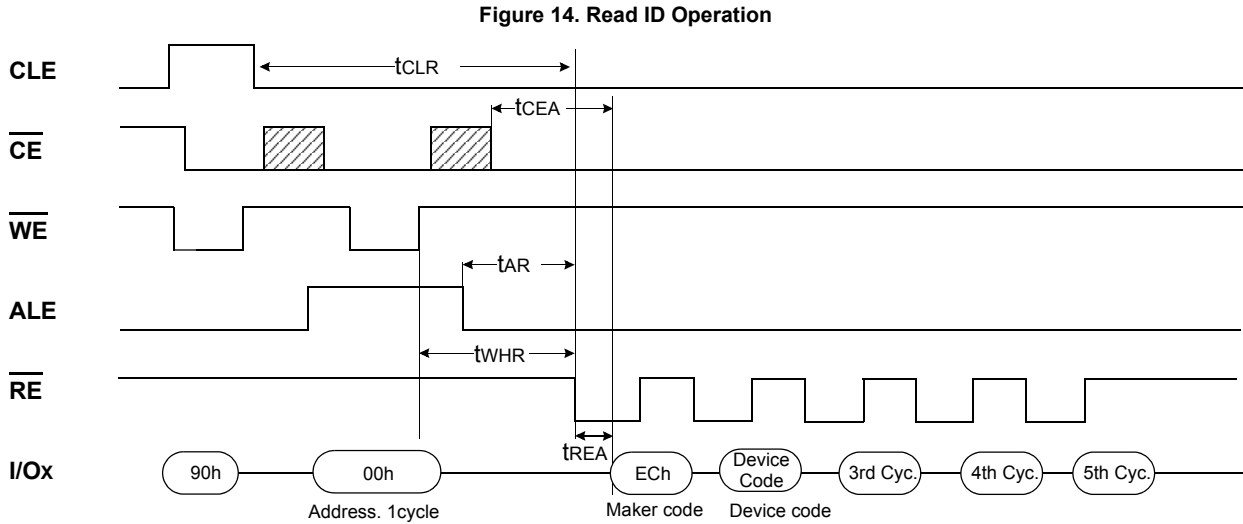 Figure 14. Read ID Operation
CLE
tCLR
tCEA
CE
WE
tAR
ALE
tWHR
RE
tREA
I/Ox
90h
00h
ECh
Device
Code
3rd Cyc.
4th Cyc.
5th Cyc.
Address. 1cycle
Maker code
Device code